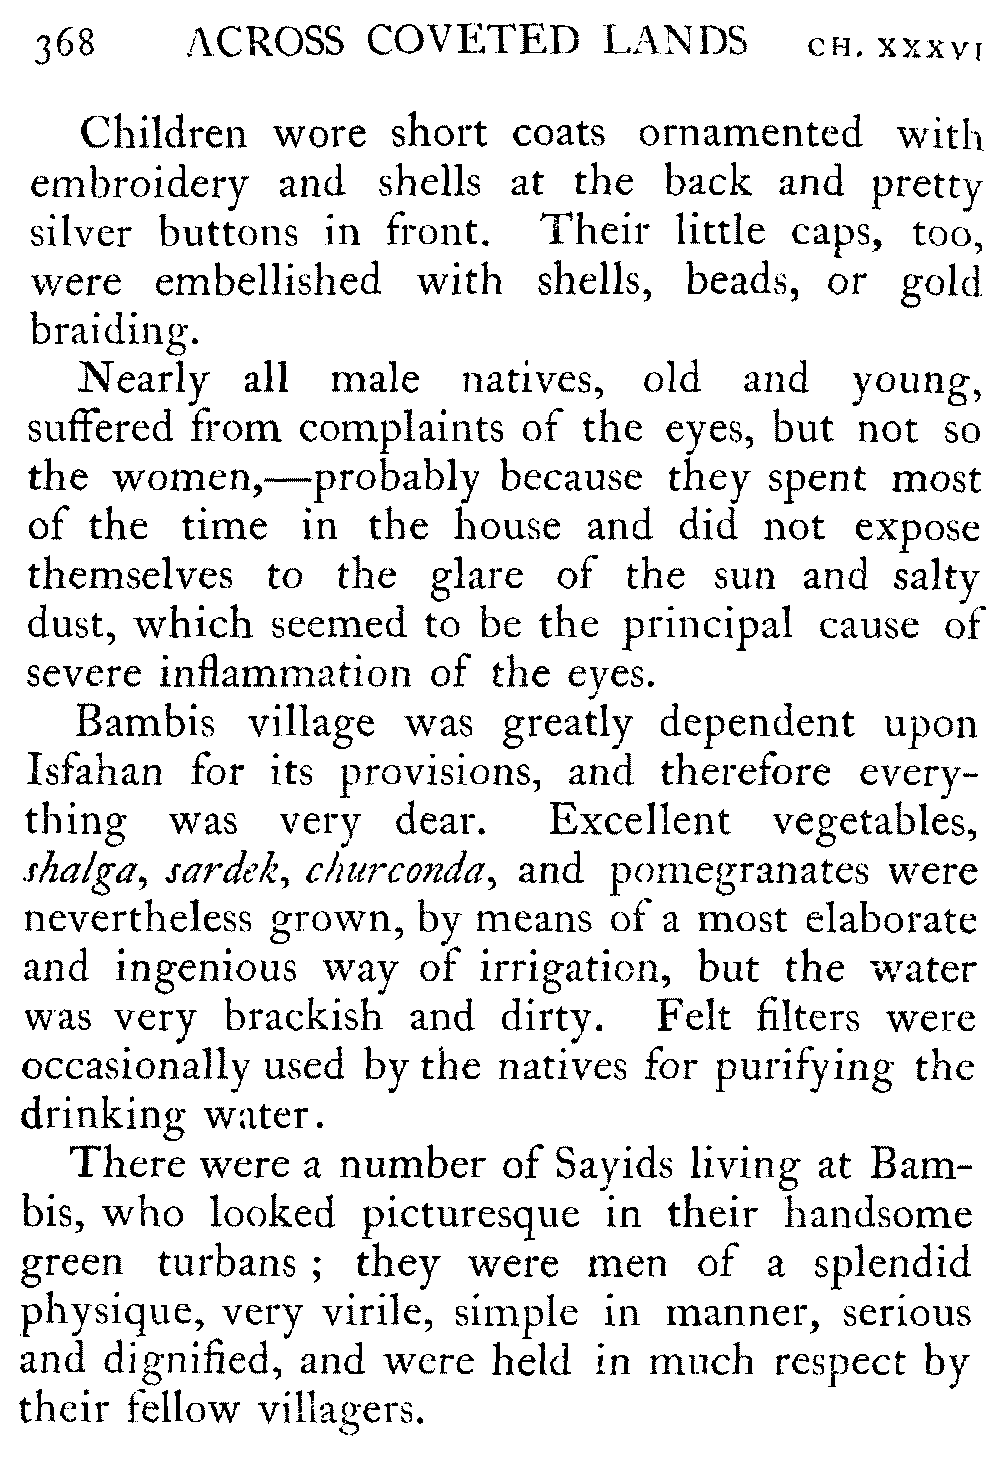 368 ACROSS COVETED LANDS CH. XXXVI
Children wore short coats ornamented with
embroidery and shells at the back and pretty
silver buttons in front. Their little caps, too,
were embellished with shells, beads, or gold
braiding.
Nearly all male natives, old and young,
suffered from complaints of the eyes, but not so
the women,—probably because they spent most
of the time in the house and did not expose
themselves to the glare of the sun and salty
dust, which seemed to be the principal cause of
severe inflammation of the eyes.
Bambis village was greatly dependent upon
Isfahan for its provisions, and therefore every-
thing was very dear. Excellent vegetables,
shalga, sardek, churconda, and pomegranates were
nevertheless grown, by means of a most elaborate
and ingenious way of irrigation, but the water
was very brackish and dirty. Felt filters were
occasionally used by the natives for purifying the
drinking water.
There were a number of Sayids living at Bam-
bis, who looked picturesque in their handsome
green turbans ; they were men of a splendid
physique, very virile, simple in manner, serious
and dignified, and were held in much respect by
their fellow villagers.